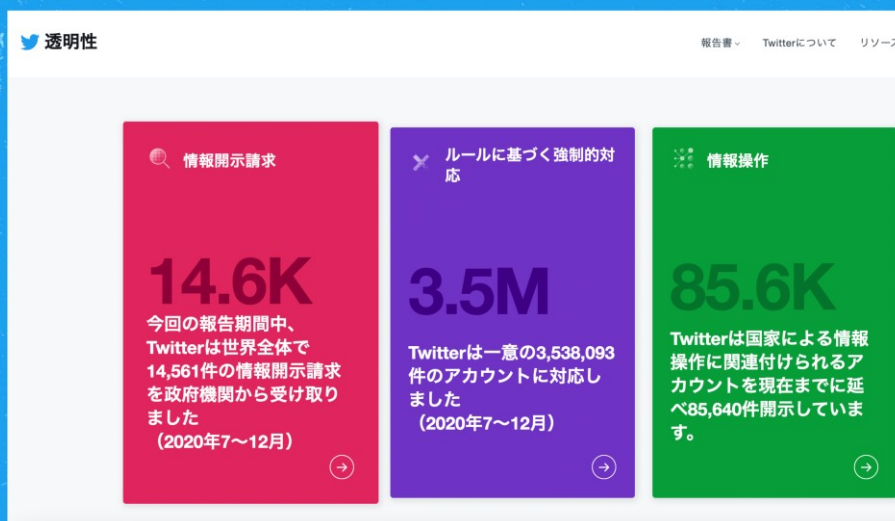 透明性
報告書
Twitterについて
リソース
情報開示請求
14.6K
今回の報告期間中、
Twitterは世界全体で
14,561件の情報開示請求
を政府機関から受け取り
ました
（2020年7〜12月）
ルールに基づく強制的対
応
3.5M
Twitterは一意の3,538,093
件のアカウントに対応し
ました
（2020年7〜12月）
情報操作
85.6K
Twitterは国家による情報
操作に関連付けられるア
カウントを現在までに延
べ85,640件開示していま
す。